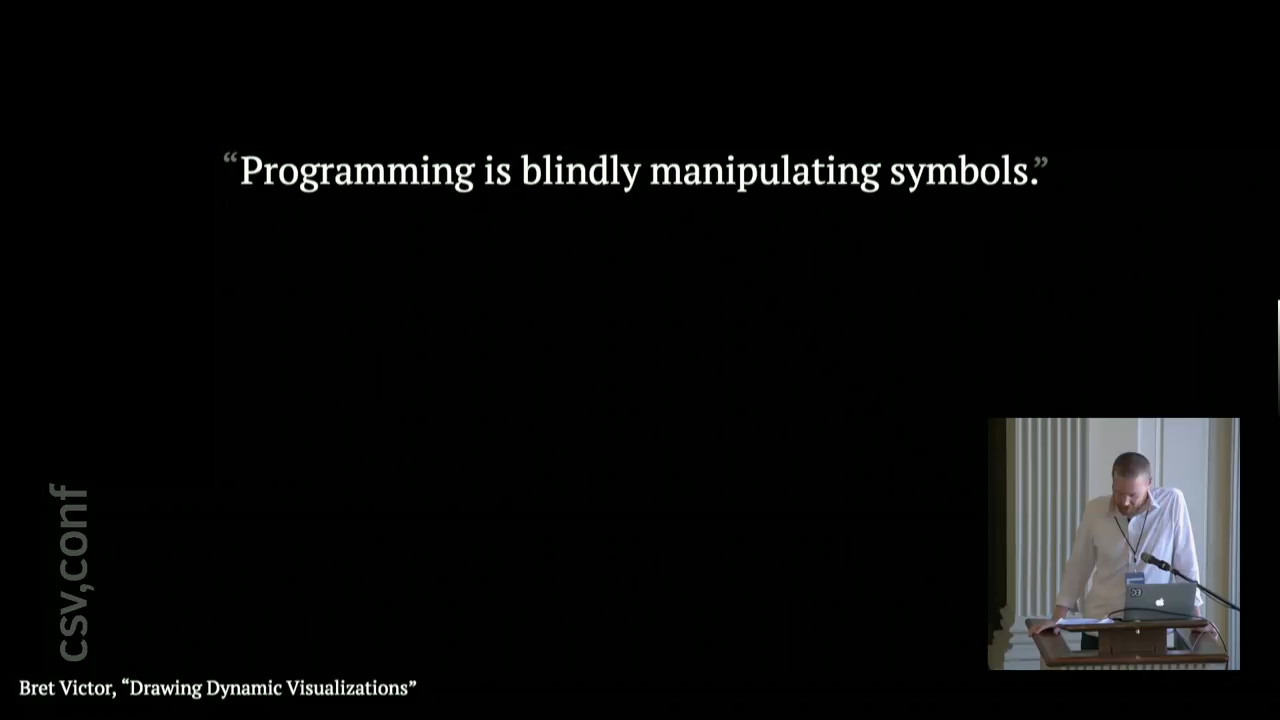 “Programming is blindly manipulating symbols.”
csv,conf
Bret Victor, “Drawing Dynamic Visualizations”